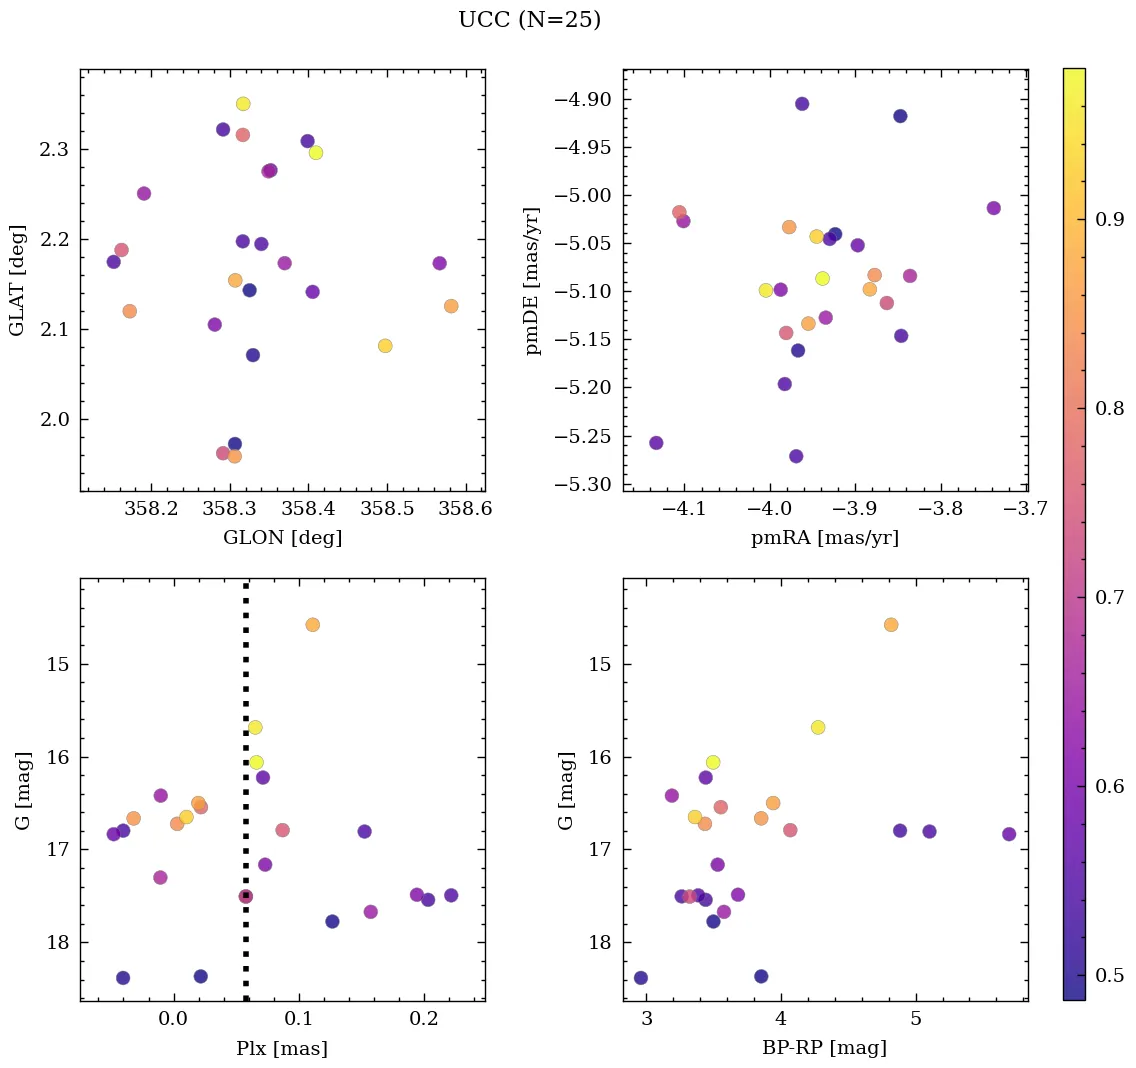 UCC (N=25)
2.3
2.2
2.1
2.0
GLAT [deg]
358.2 358.3 358.4 358.5 358.6
GLON [deg]
−4.90
−4.95
−5.00
−5.05
−5.10
−5.15
−5.20
−5.25
−5.30
pmDE [mas/yr]
−4.1 −4.0 −3.9 −3.8 −3.7
pmRA [mas/yr]
15
16
17
18
G [mag]
0.0 0.1 0.2
Plx [mas]
15
16
17
18
G [mag]
3 4 5
BP-RP [mag]
0.9
0.8
0.7
0.6
0.5